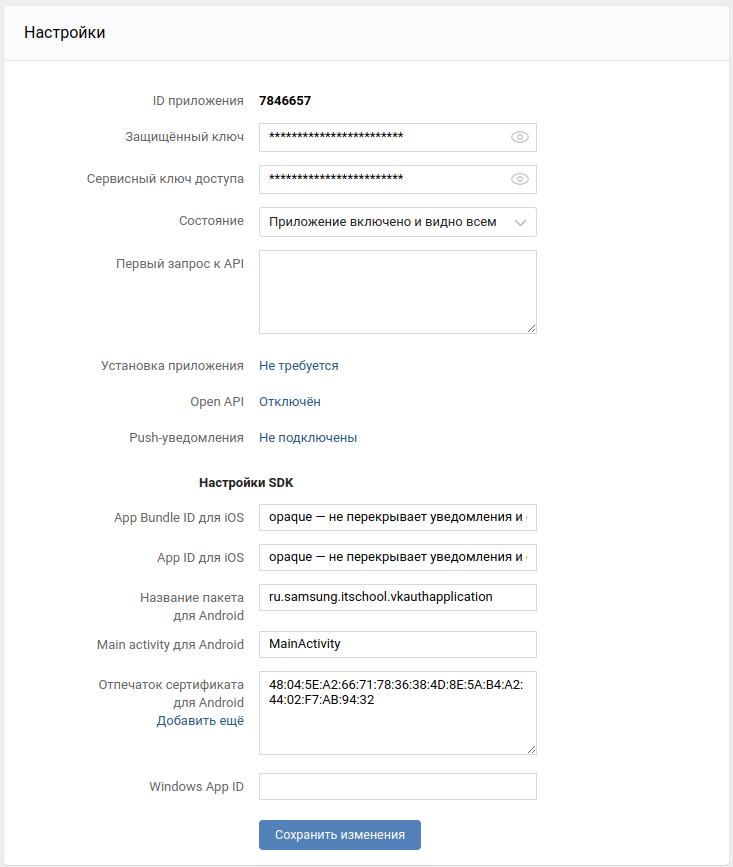 Настройки
ID приложения 7846657
Защищённый ключ ************************
Сервисный ключ доступа ************************
Состояние Приложение включено и видно всем
Первый запрос к API
Установка приложения Не требуется
Open API Отключён
Push-уведомления Не подключены
Настройки SDK
App Bundle ID для iOS opaque — не перекрывает уведомления и
App ID для iOS opaque — не перекрывает уведомления и
Название пакета
для Android
ru.samsung.itschool.vkauthapplication
Main activity для Android MainActivity
Отпечаток сертификата
для Android
Добавить ещё
48:04:5E:A2:66:71:78:36:38:4D:8E:5A:B4:A2:
44:02:F7:AB:94:32
Windows App ID
Сохранить изменения